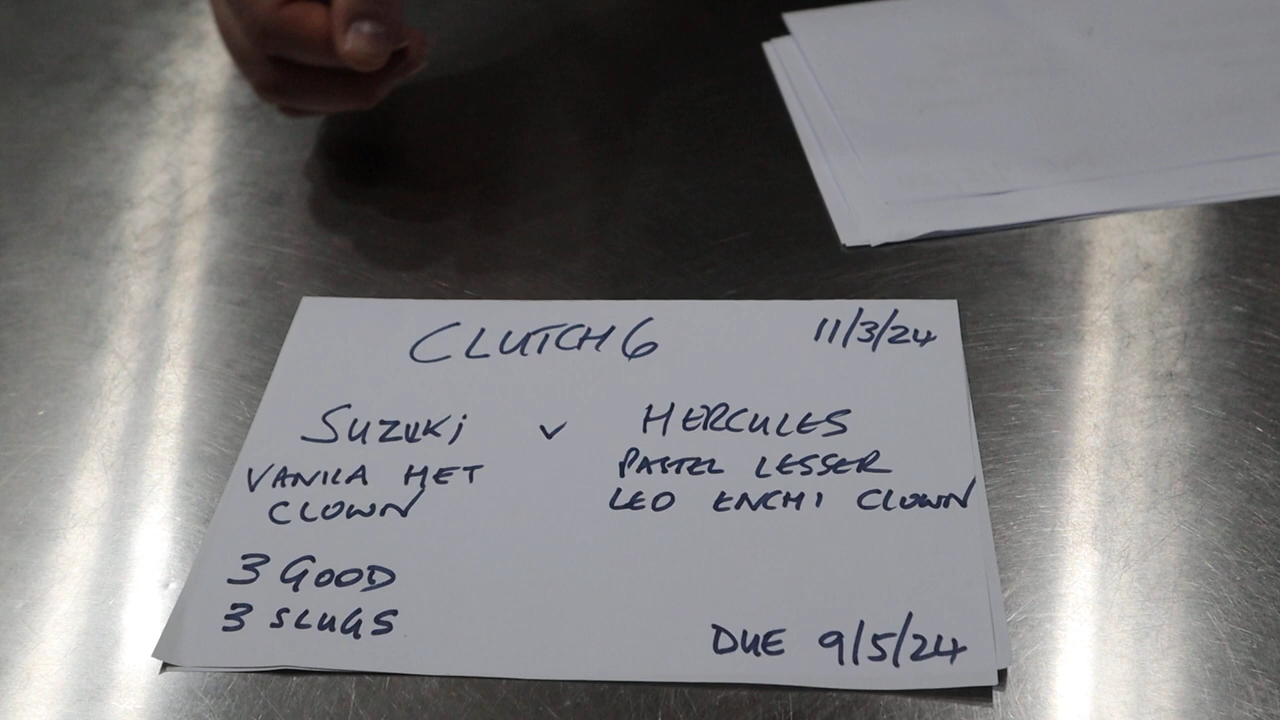 CLUTCH 6 11/3/24
SUZUKi v HERCULES
VANILA HET PASTEL LESSER
CLOWN LEO ENCHI CLOWN
3 GOOD
3 SLUGS
DUE 9/5/24